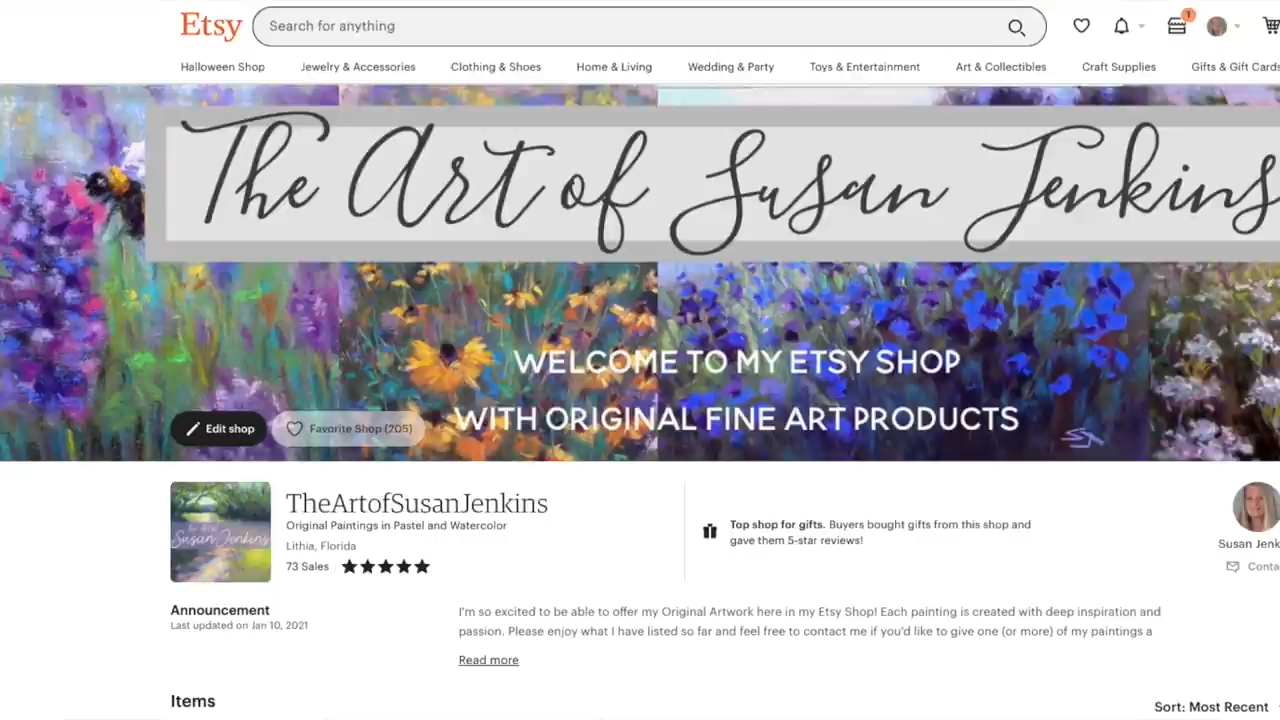 Etsy
Search for anything
1
Halloween Shop Jewelry & Accessories Clothing & Shoes Home & Living Wedding & Party Toys & Entertainment Art & Collectibles Craft Supplies Gifts & Gift Cards
The Art of Susan Jenkins
WELCOME TO MY ETSY SHOP
WITH ORIGINAL FINE ART PRODUCTS
Edit shop Favorite Shop (205)
TheArtofSusanJenkins
Original Paintings in Pastel and Watercolor
Lithia, Florida
73 Sales
Susan Jenkins
Top shop for gifts. Buyers bought gifts from this shop and
gave them 5-star reviews!
Susan Jenk
Conta
Announcement
Last updated on Jan 10, 2021
I'm so excited to be able to offer my Original Artwork here in my Etsy Shop! Each painting is created with deep inspiration and
passion. Please enjoy what I have listed so far and feel free to contact me if you'd like to give one (or more) of my paintings a
Read more
Items
Sort: Most Recent